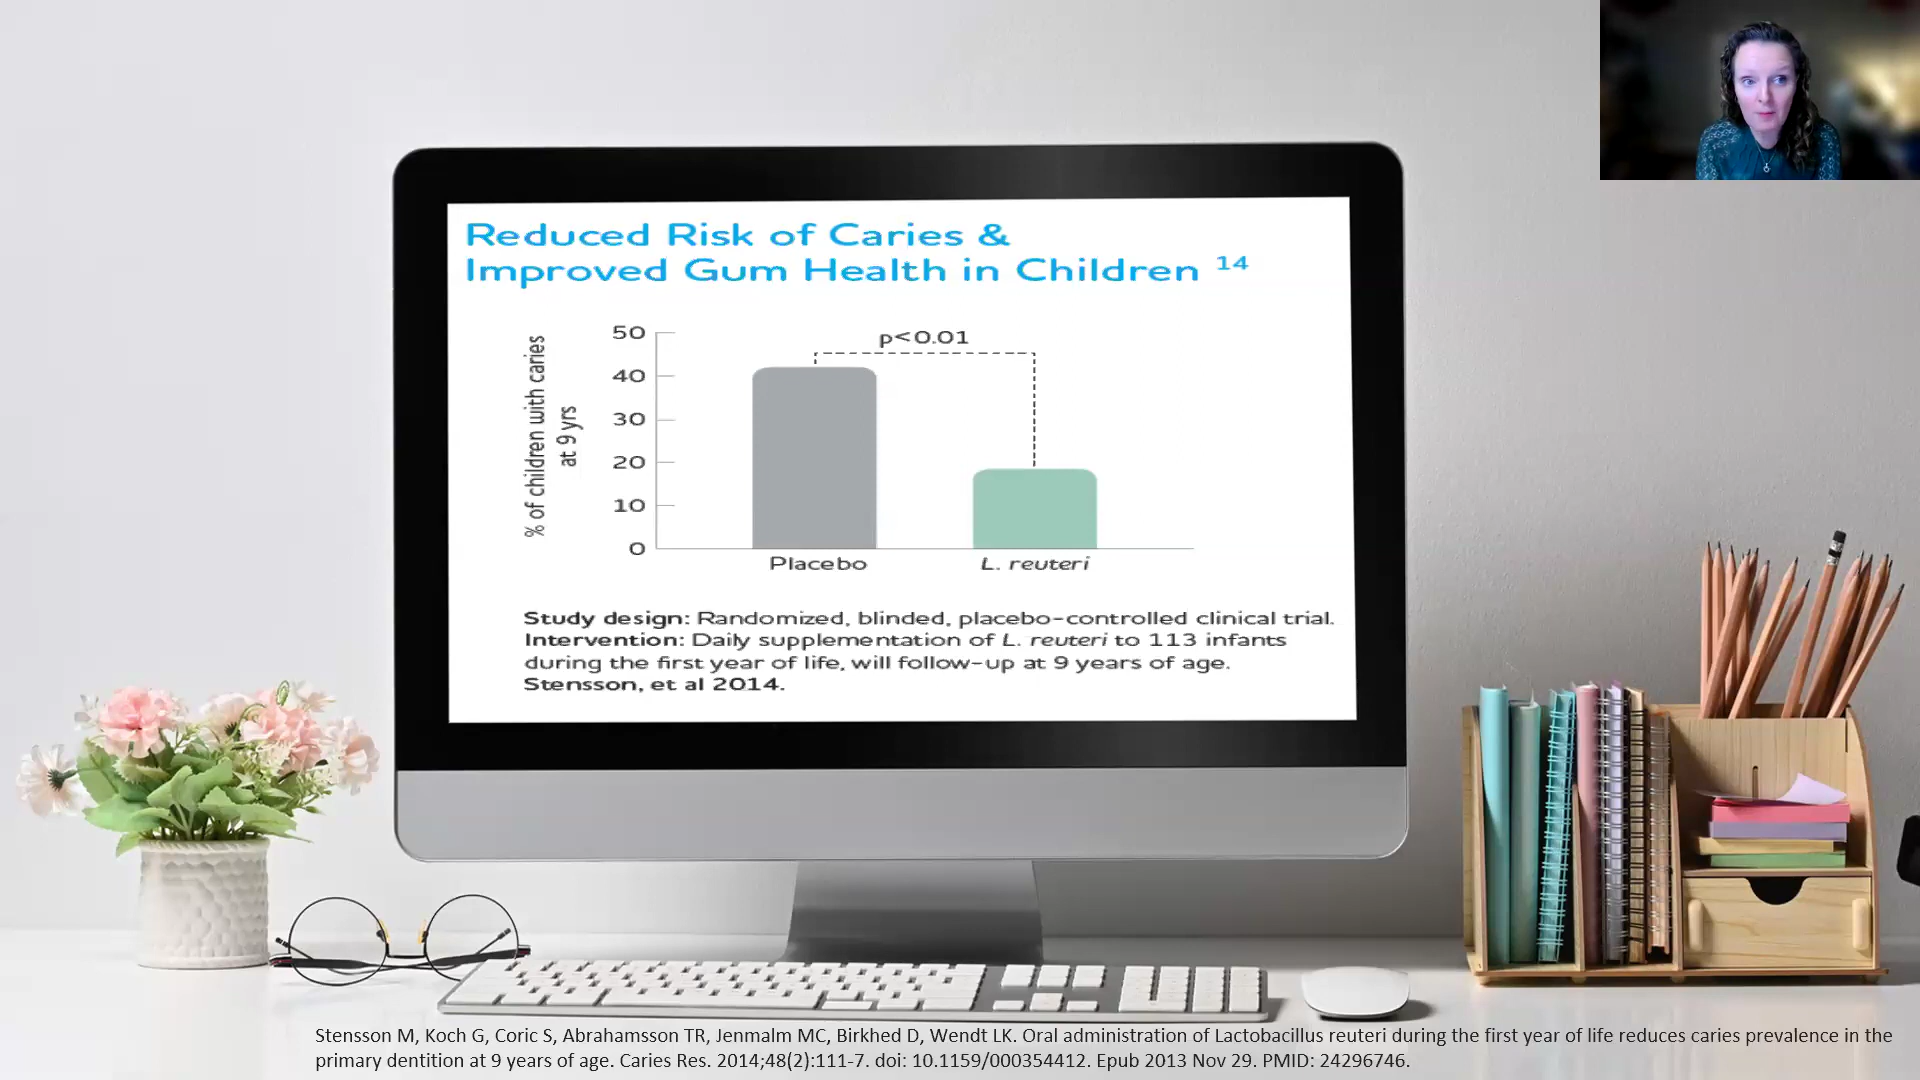 Reduced Risk of Caries &
Improved Gum Health in Children 14
% of children with caries
at 9 yrs
50
40
30
20
10
0
p<0.01
Placebo
L. reuteri
Study design: Randomized, blinded, placebo-controlled clinical trial.
Intervention: Daily supplementation of L. reuteri to 113 infants
during the first year of life, will follow-up at 9 years of age.
Stensson, et al 2014.
Stensson M, Koch G, Coric S, Abrahamsson TR, Jenmalm MC, Birkhed D, Wendt LK. Oral administration of Lactobacillus reuteri during the first year of life reduces caries prevalence in the
primary dentition at 9 years of age. Caries Res. 2014;48(2):111-7. doi: 10.1159/000354412. Epub 2013 Nov 29. PMID: 24296746.